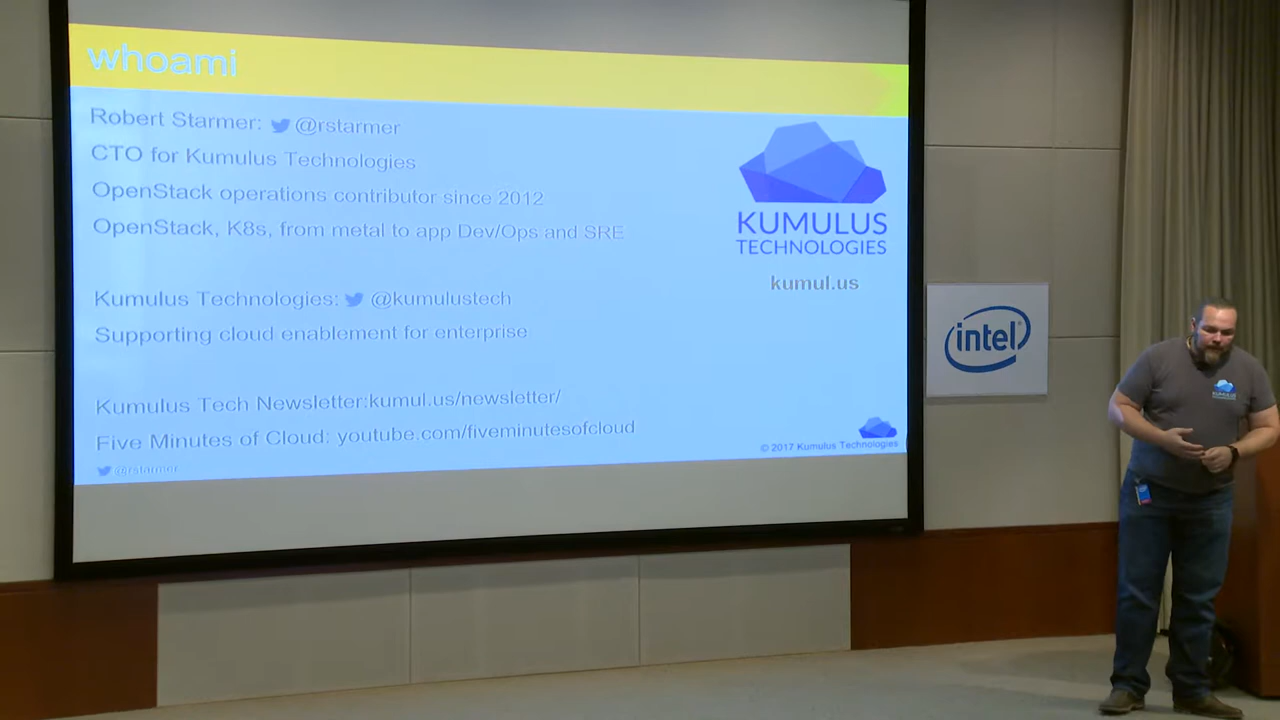 whoami
Robert Starmer: @rstarmer
CTO for Kumulus Technologies
OpenStack operations contributor since 2012
OpenStack, K8s, from metal to app Dev/Ops and SRE
Kumulus Technologies: @kumulustech
Supporting cloud enablement for enterprise
Kumulus Tech Newsletter:kumul.us/newsletter/
Five Minutes of Cloud: youtube.com/fiveminutesofcloud
@rstarmer
KUMULUS
TECHNOLOGIES
kumul.us
© 2017 Kumulus Technologies
intel®
KUMULUS